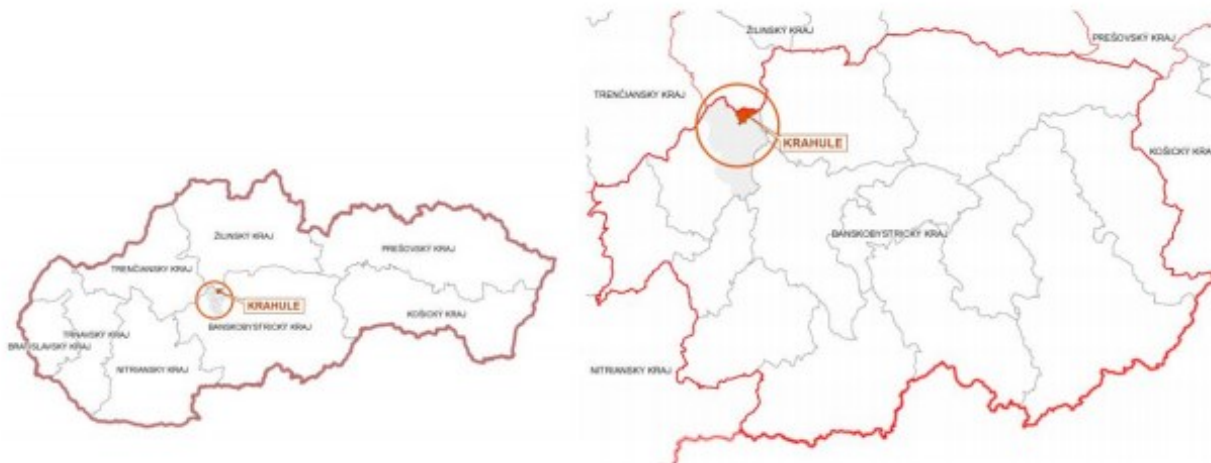 ŽILINSKÝ KRAJ
PREŠOVSKÝ KRAJ
TRENČIANSKY KRAJ
KRAHULE
KOŠICKÝ KRAJ
BANSKOBYSTRICKÝ KRAJ
TRNAVSKÝ KRAJ
BRATISLAVSKÝ KRAJ
NITRIANSKY KRAJ
ŽILINSKÝ KRAJ
PREŠOVSKÝ KRAJ
TRENČIANSKY KRAJ
KRAHULE
KOŠICKÝ KRA
BANSKOBYSTRICKÝ KRAJ
NITRIANSKY KRAJ